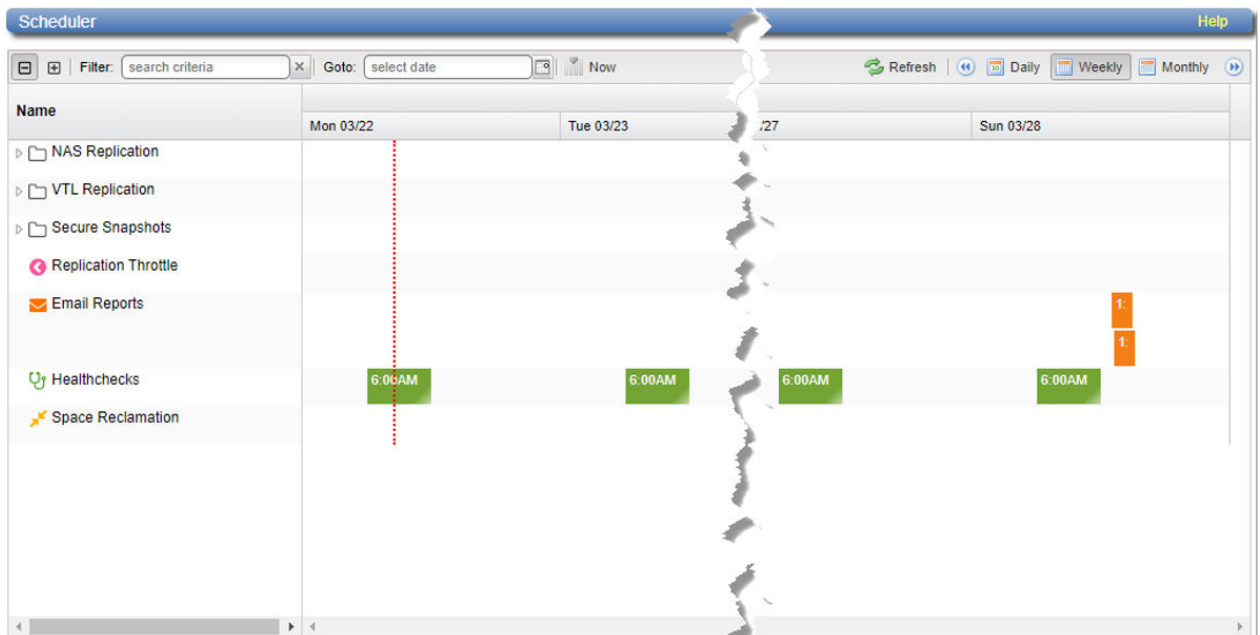 Scheduler Help
Filter: search criteria Goto: select date Now Refresh Daily Weekly Monthly
Name
Mon 03/22 Tue 03/23 /27 Sun 03/28
NAS Replication
VTL Replication
Secure Snapshots
Replication Throttle
Email Reports 1:
1:
Healthchecks 6:00AM 6:00AM 6:00AM 6:00AM
Space Reclamation